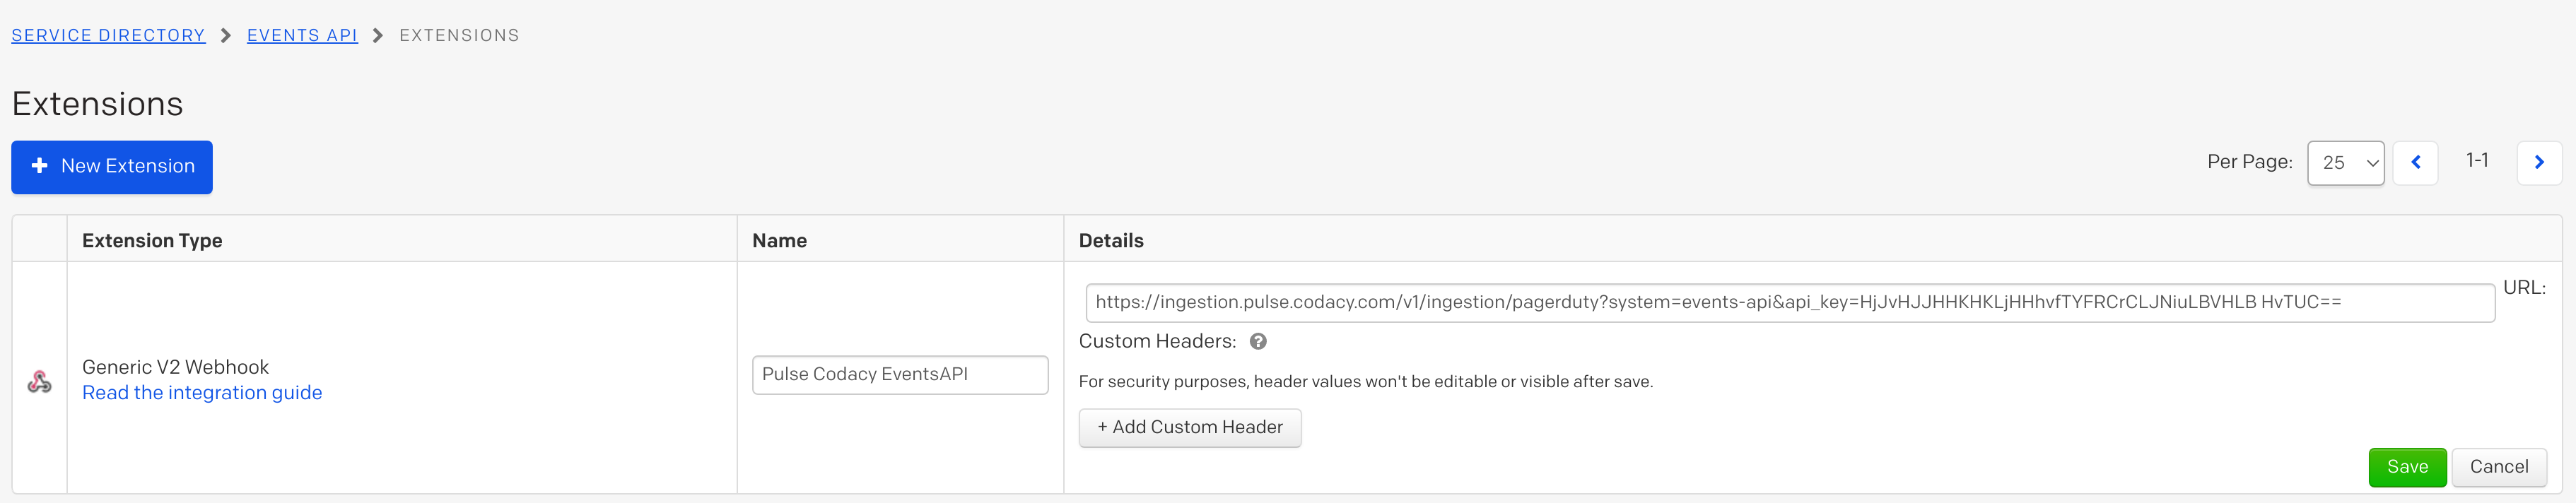 SERVICE DIRECTORY > EVENTS API > EXTENSIONS
Extensions
+ New Extension
Per Page: 25 1-1
Extension Type Name Details
https://ingestion.pulse.codacy.com/v1/ingestion/pagerduty?system=events-api&api_key=HjJvHJJHHKHKLjHHhvfTYFRCrCLJNiuLBVHLB HvTUC== URL:
Custom Headers: ?
Generic V2 Webhook
Read the integration guide
Pulse Codacy EventsAPI
For security purposes, header values won't be editable or visible after save.
+ Add Custom Header
Save Cancel